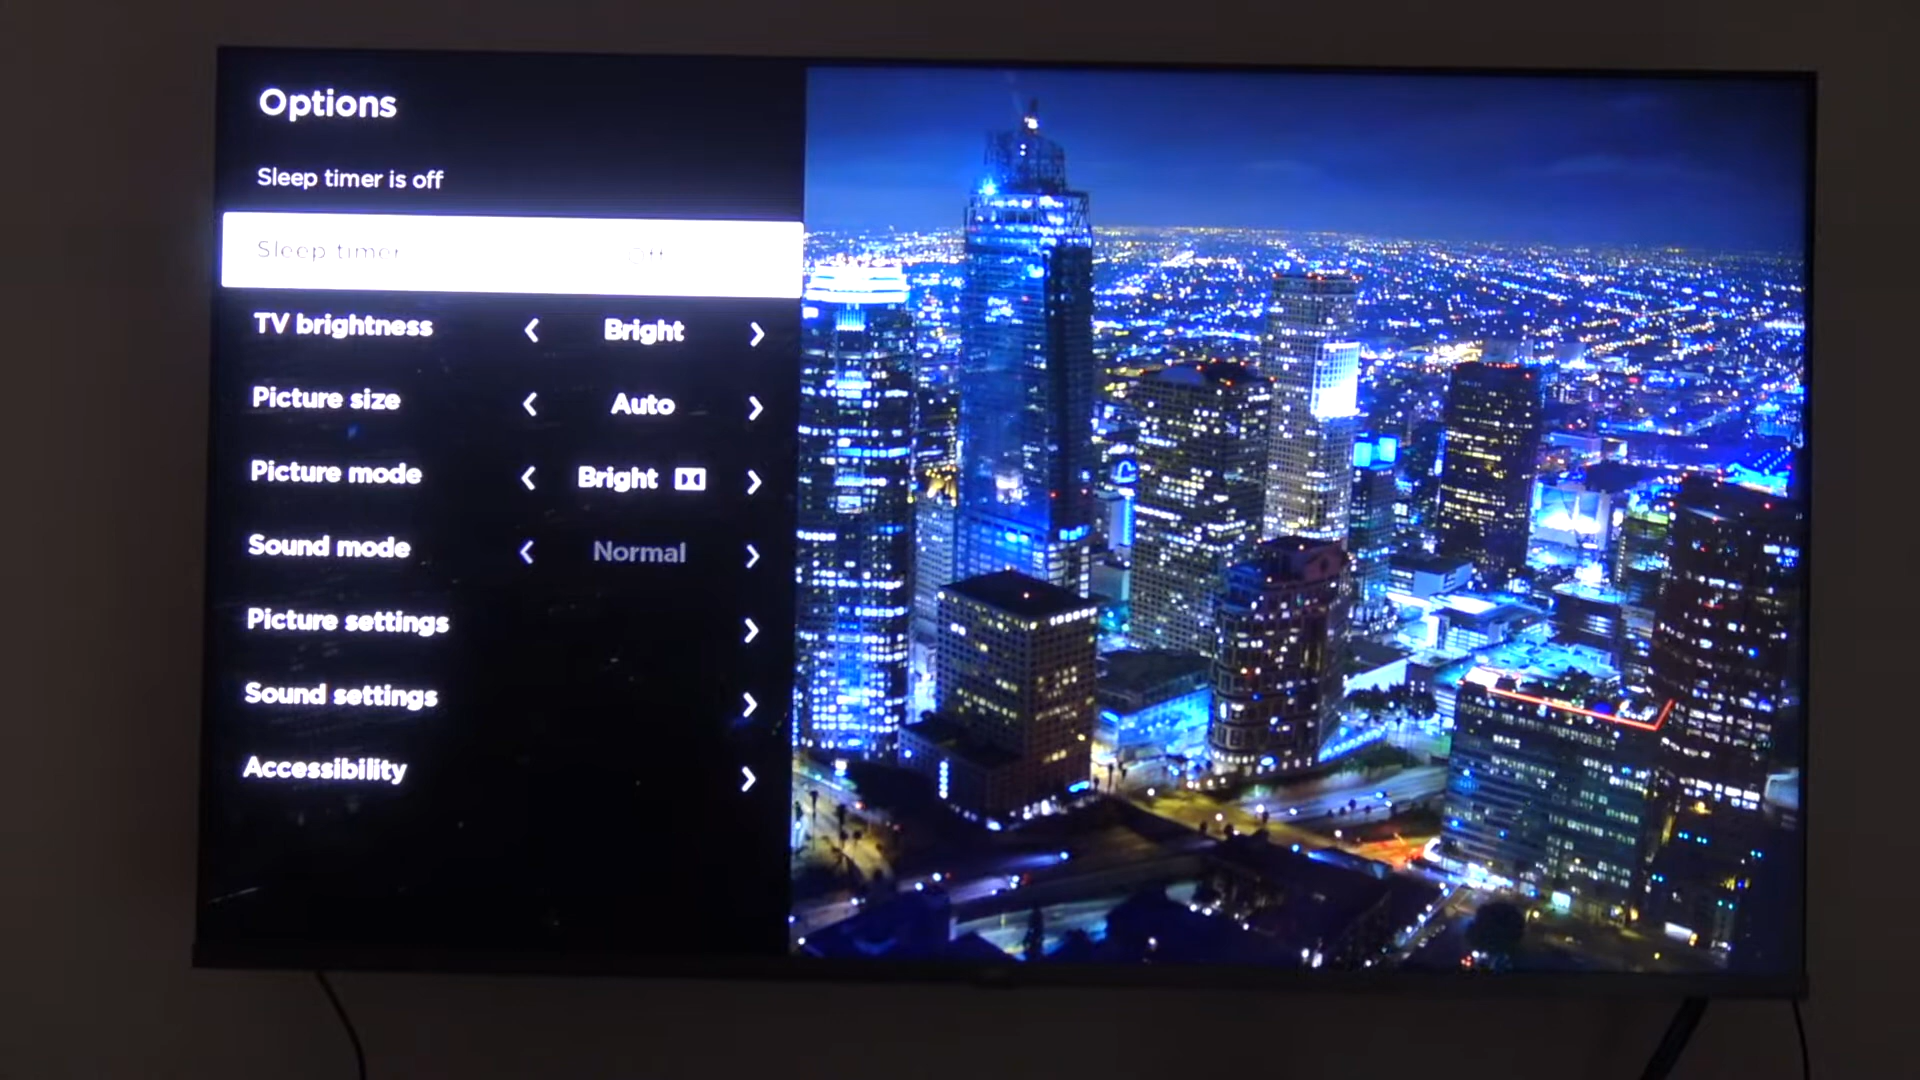 Options
Sleep timer is off
Sleep timer Off
TV brightness Bright
Picture size Auto
Picture mode Bright
Sound mode Normal
Picture settings
Sound settings
Accessibility